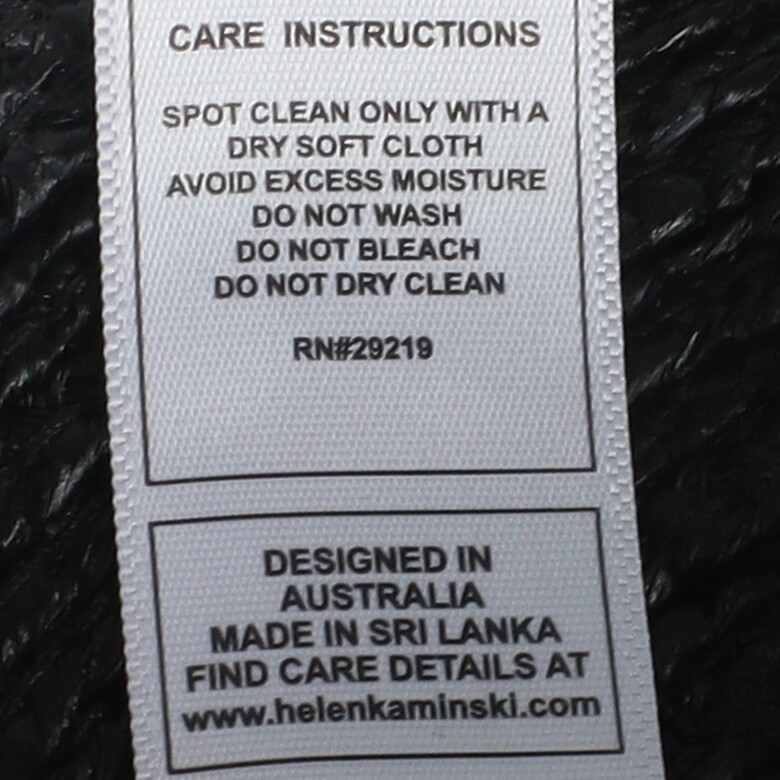 CARE INSTRUCTIONS
SPOT CLEAN ONLY WITH A
DRY SOFT CLOTH
AVOID EXCESS MOISTURE
DO NOT WASH
DO NOT BLEACH
DO NOT DRY CLEAN
RN#29219
DESIGNED IN
AUSTRALIA
MADE IN SRI LANKA
FIND CARE DETAILS AT
www.helenkaminski.com